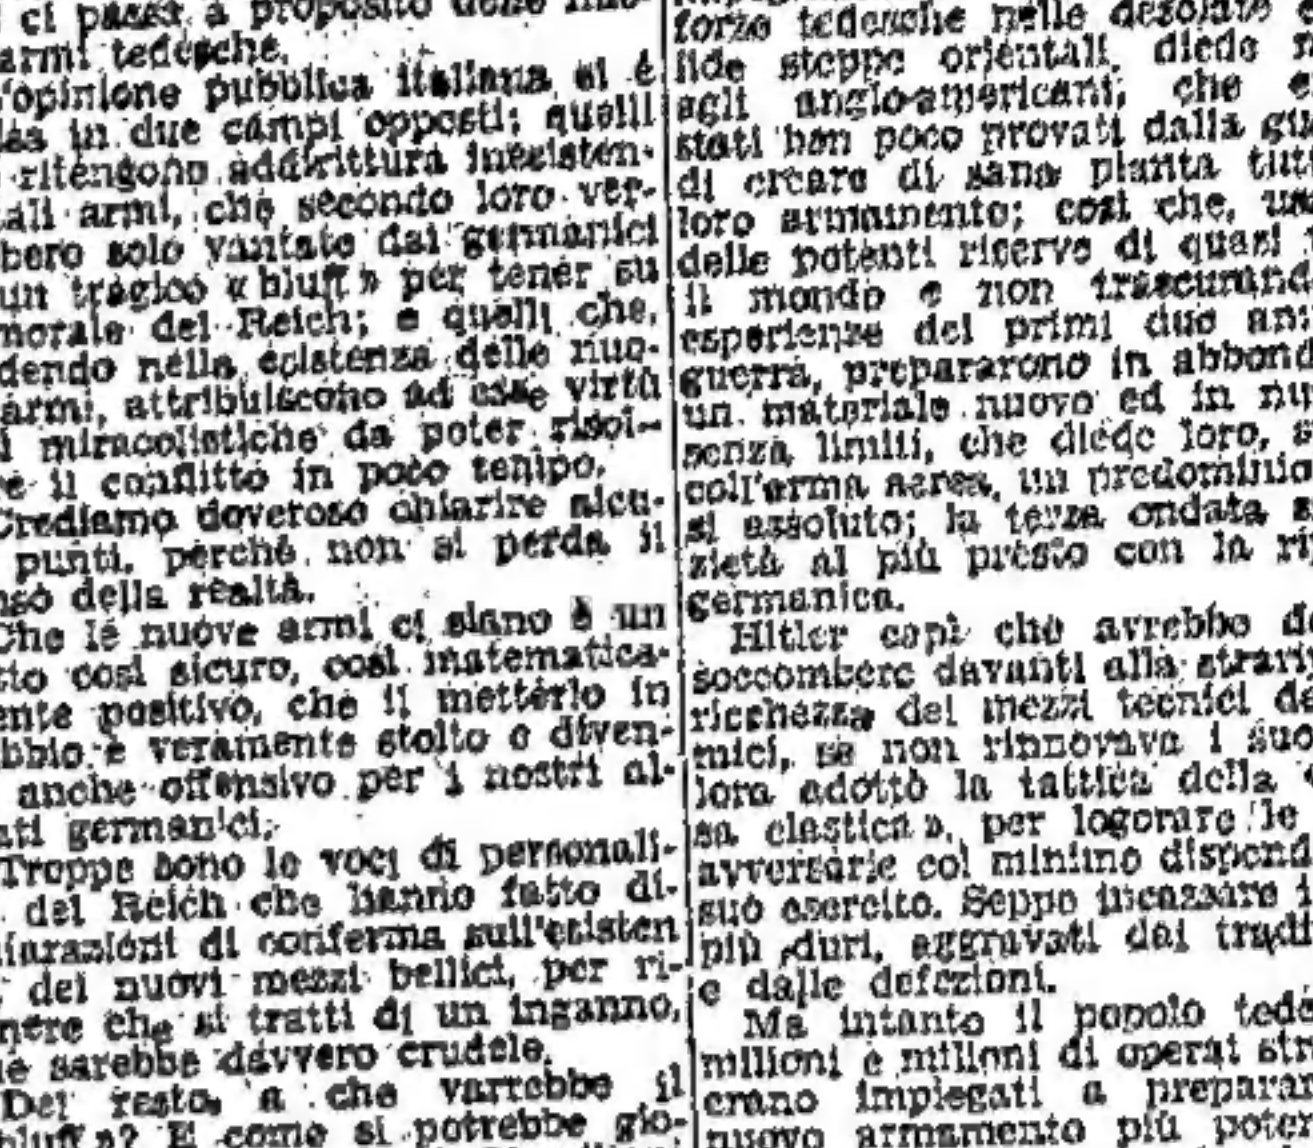 ci passa a proposito delle
armi tedesche.
'opinione pubblica italiana si è
in due campi opposti: quelli
ritengono addirittura inesisten-
ali armi, che secondo loro ver-
bero solo vantate dai germanici
un tragico « bluff » per tener su
morale del Reich; e quelli che,
dendo nella esistenza delle nuo-
armi, attribuiscono ad esse virtù
miracolistiche da poter risol-
re il conflitto in poco tempo.
Crediamo doveroso chiarire alcu-
punti, perchè non si perda il
nso della realtà.
Che le nuove armi ci siano è un
tto così sicuro, così matematica-
ente positivo, che il metterlo in
bbio è veramente stolto e diven-
anche offensivo per i nostri al-
ati germanici.
Troppe sono le voci di personali-
del Reich che hanno fatto di-
iarazioni di conferma sull'esisten
dei nuovi mezzi bellici, per ri-
nere che si tratti di un inganno,
he sarebbe davvero crudele.
Del resto, a che varrebbe il
bluff »? E come si potrebbe gio-
forze tedesche nelle desolate
lide steppe orientali, diede
agli anglo-americani, che
stati ben poco provati dalla
di creare di sana pianta tutt
loro armamento; così che,
delle potenti riserve di quasi
il mondo e non trascurand
esperienze dei primi due
guerra, prepararono in abbond
un materiale nuovo ed in nu
senza limiti, che diede loro,
coll'arma aerea, un predominio
si assoluto; la terza ondata
zietà al più presto con la
germanica.
Hitler capì che avrebbe
soccombere davanti alla strari
ricchezza dei mezzi tecnici
mici, se non rinnovava i suo
lora adottò la tattica della
sa elastica », per logorare le
avversarie col minimo dispend
suo esercito. Seppe incassare
più duri, aggravati dai tradi
e dalle defezioni.
Ma intanto il popolo tede
milioni e milioni di operai stra
erano impiegati a preparar
nuovo armamento più poten